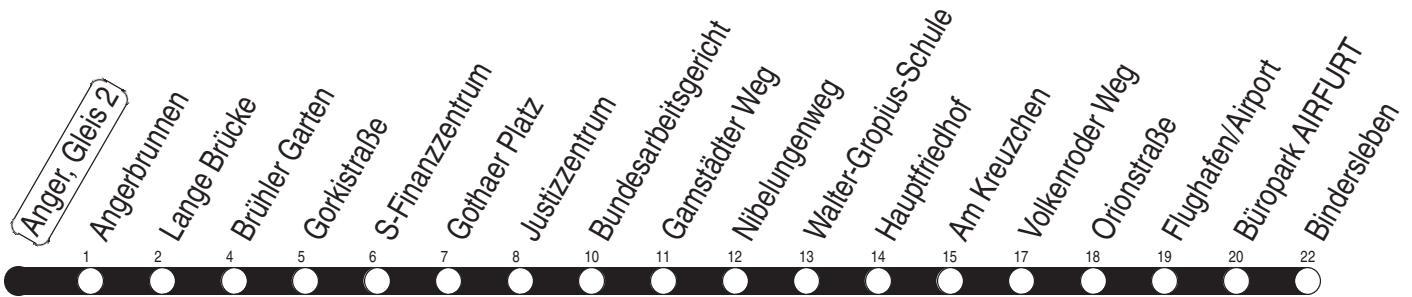 Anger, Gleis 2
Angerbrunnen
Lange Brücke
Brühler Garten
Gorkistraße
S-Finanzzentrum
Gothaer Platz
Justizzentrum
Bundesarbeitsgericht
Gamstädter Weg
Nibelungenweg
Walter-Gropius-Schule
Hauptfriedhof
Am Kreuzchen
Volkenroder Weg
Orionstraße
Flughafen/Airport
Büropark AIRFURT
Bindersleben
1 2 4 5 6 7 8 10 11 12 13 14 15 17 18 19 20 22